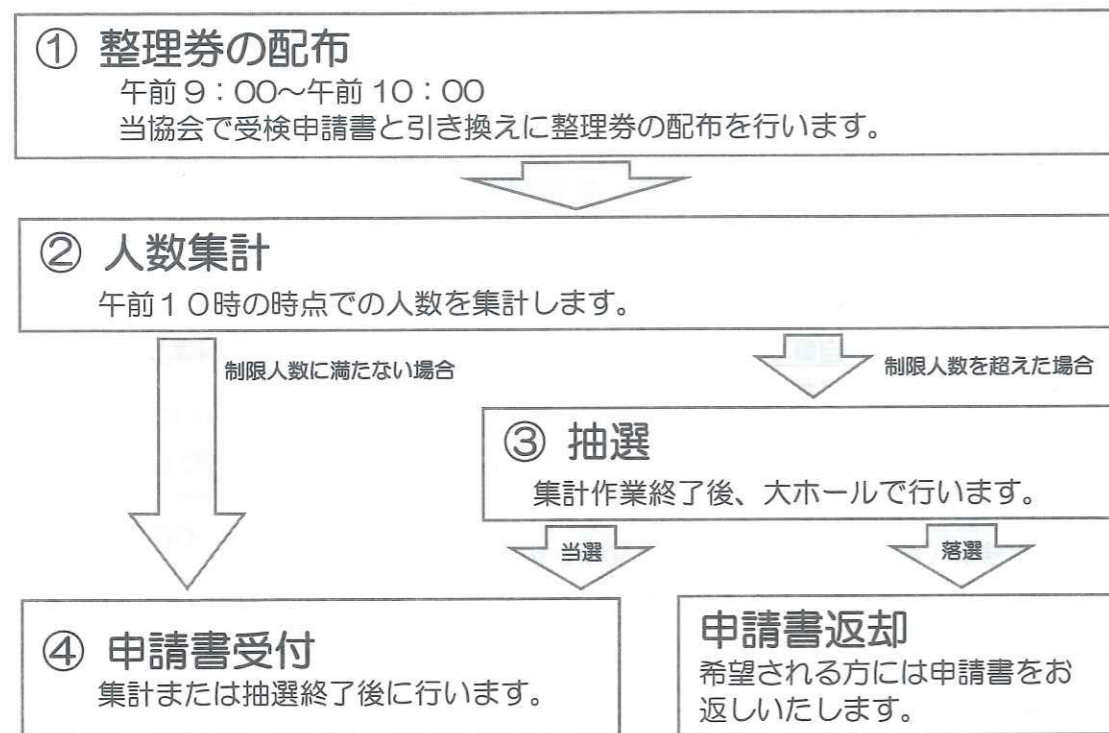 ① 整理券の配布
午前９：００～午前１０：００
当協会で受検申請書と引き換えに整理券の配布を行います。
② 人数集計
午前１０時の時点での人数を集計します。
制限人数に満たない場合
制限人数を超えた場合
③ 抽選
集計作業終了後、大ホールで行います。
当選
落選
④ 申請書受付
集計または抽選終了後に行います。
申請書返却
希望される方には申請書をお
返しいたします。